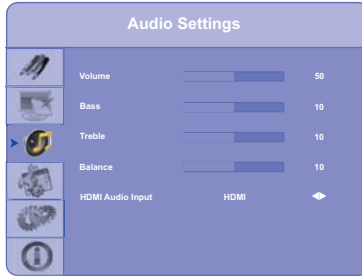 Audio Settings
Volume 50
Bass 10
Treble 10
Balance 10
HDMI Audio Input HDMI